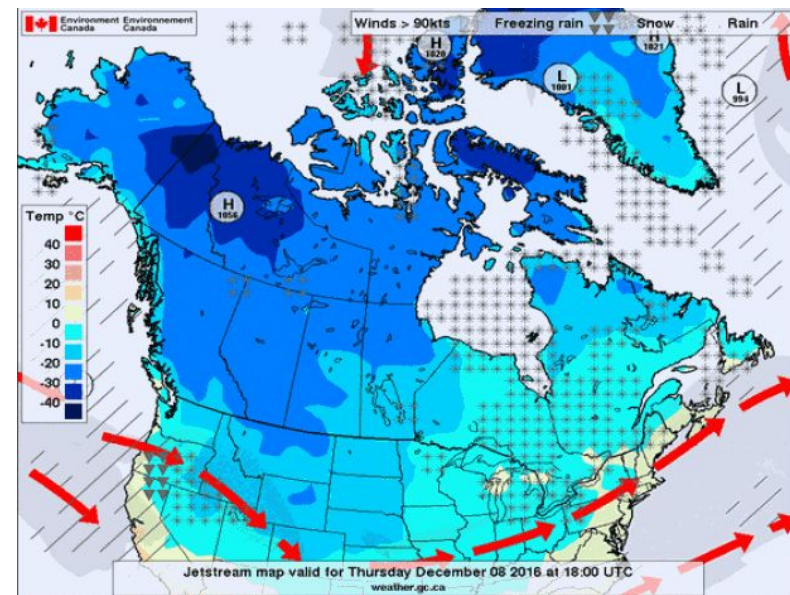 Environment Environnement
Canada Canada
Winds > 90kts Freezing rain Snow Rain
H
1020
H
1021
L
1001
L
994
H
1056
Temp °C
40
30
20
10
0
-10
-20
-30
-40
Jetstream map valid for Thursday December 08 2016 at 18:00 UTC
weather.gc.ca